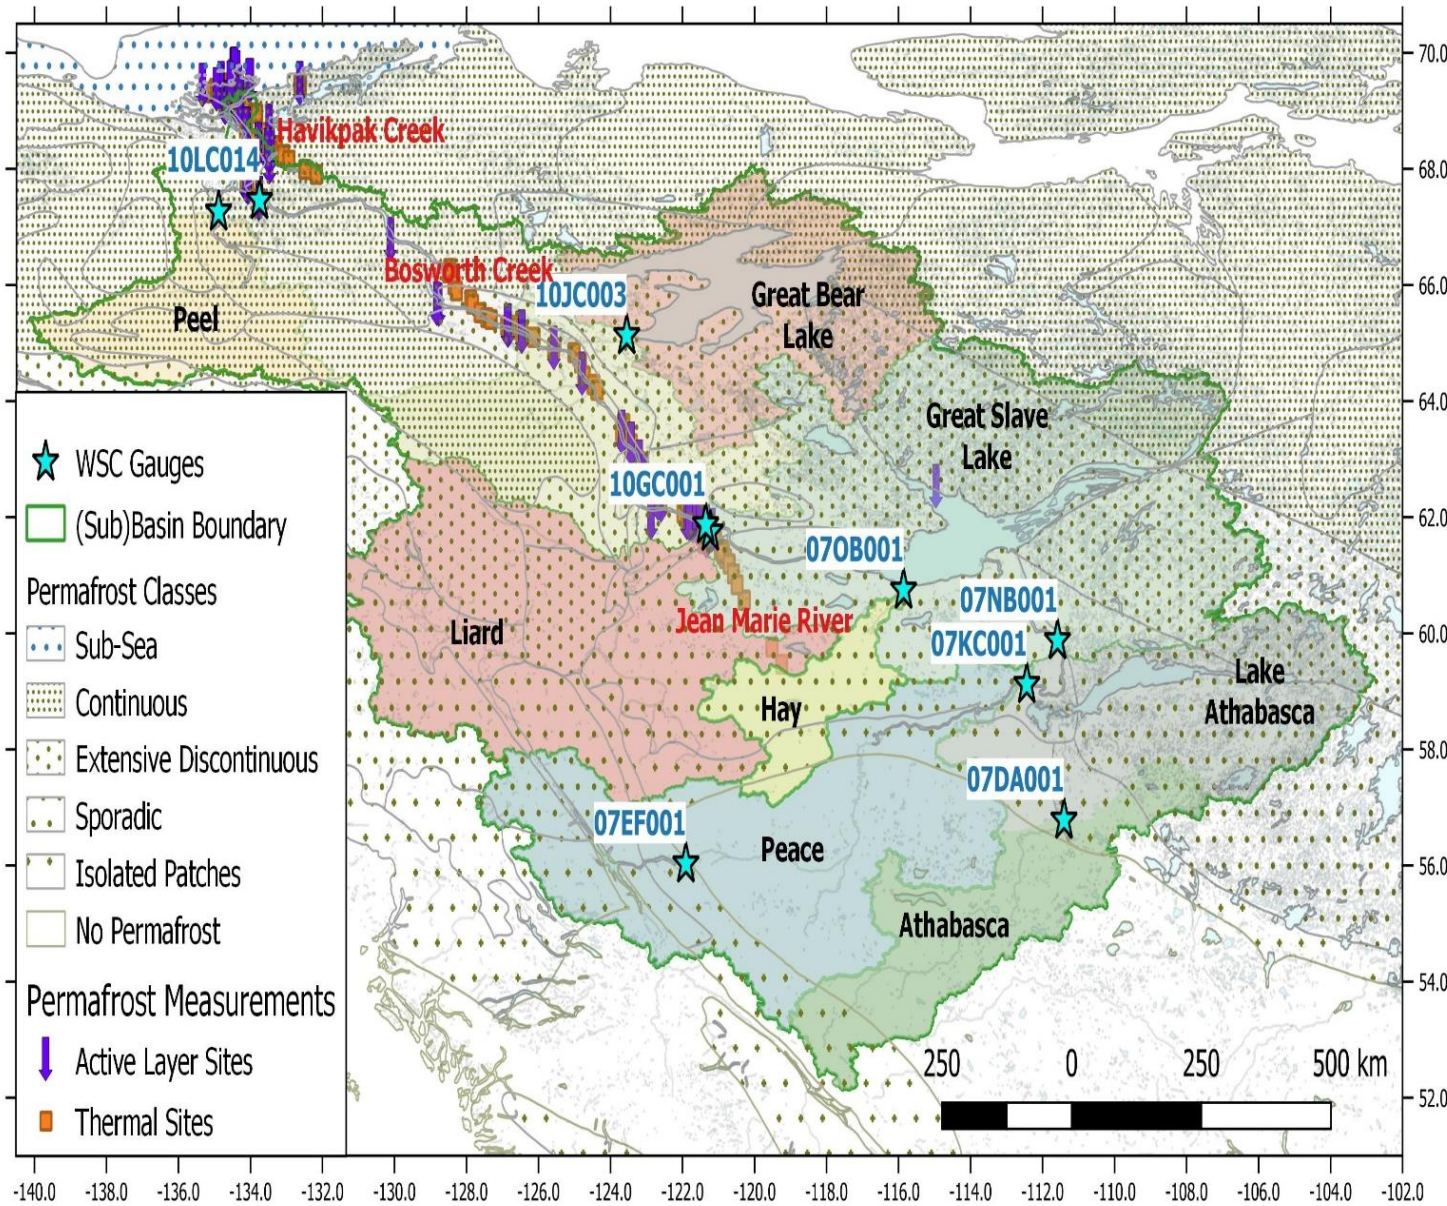 70.0
Havikpak Creek
10LC014
68.0
Bosworth Creek
66.0
10JC003
Great Bear
Lake
Peel
64.0
Great Slave
Lake
WSC Gauges
10GC001
(Sub)Basin Boundary
62.0
07OB001
Permafrost Classes
07NB001
Jean Marie River
Liard
60.0
Sub-Sea
07KC001
Lake
Athabasca
Continuous
Hay
Extensive Discontinuous
58.0
07DA001
Sporadic
07EF001
Peace
Isolated Patches
56.0
No Permafrost
Athabasca
Permafrost Measurements
54.0
Active Layer Sites
250 0 250 500 km
Thermal Sites
52.0
-140.0 -138.0 -136.0 -134.0 -132.0 -130.0 -128.0 -126.0 -124.0 -122.0 -120.0 -118.0 -116.0 -114.0 -112.0 -110.0 -108.0 -106.0 -104.0 -102.0